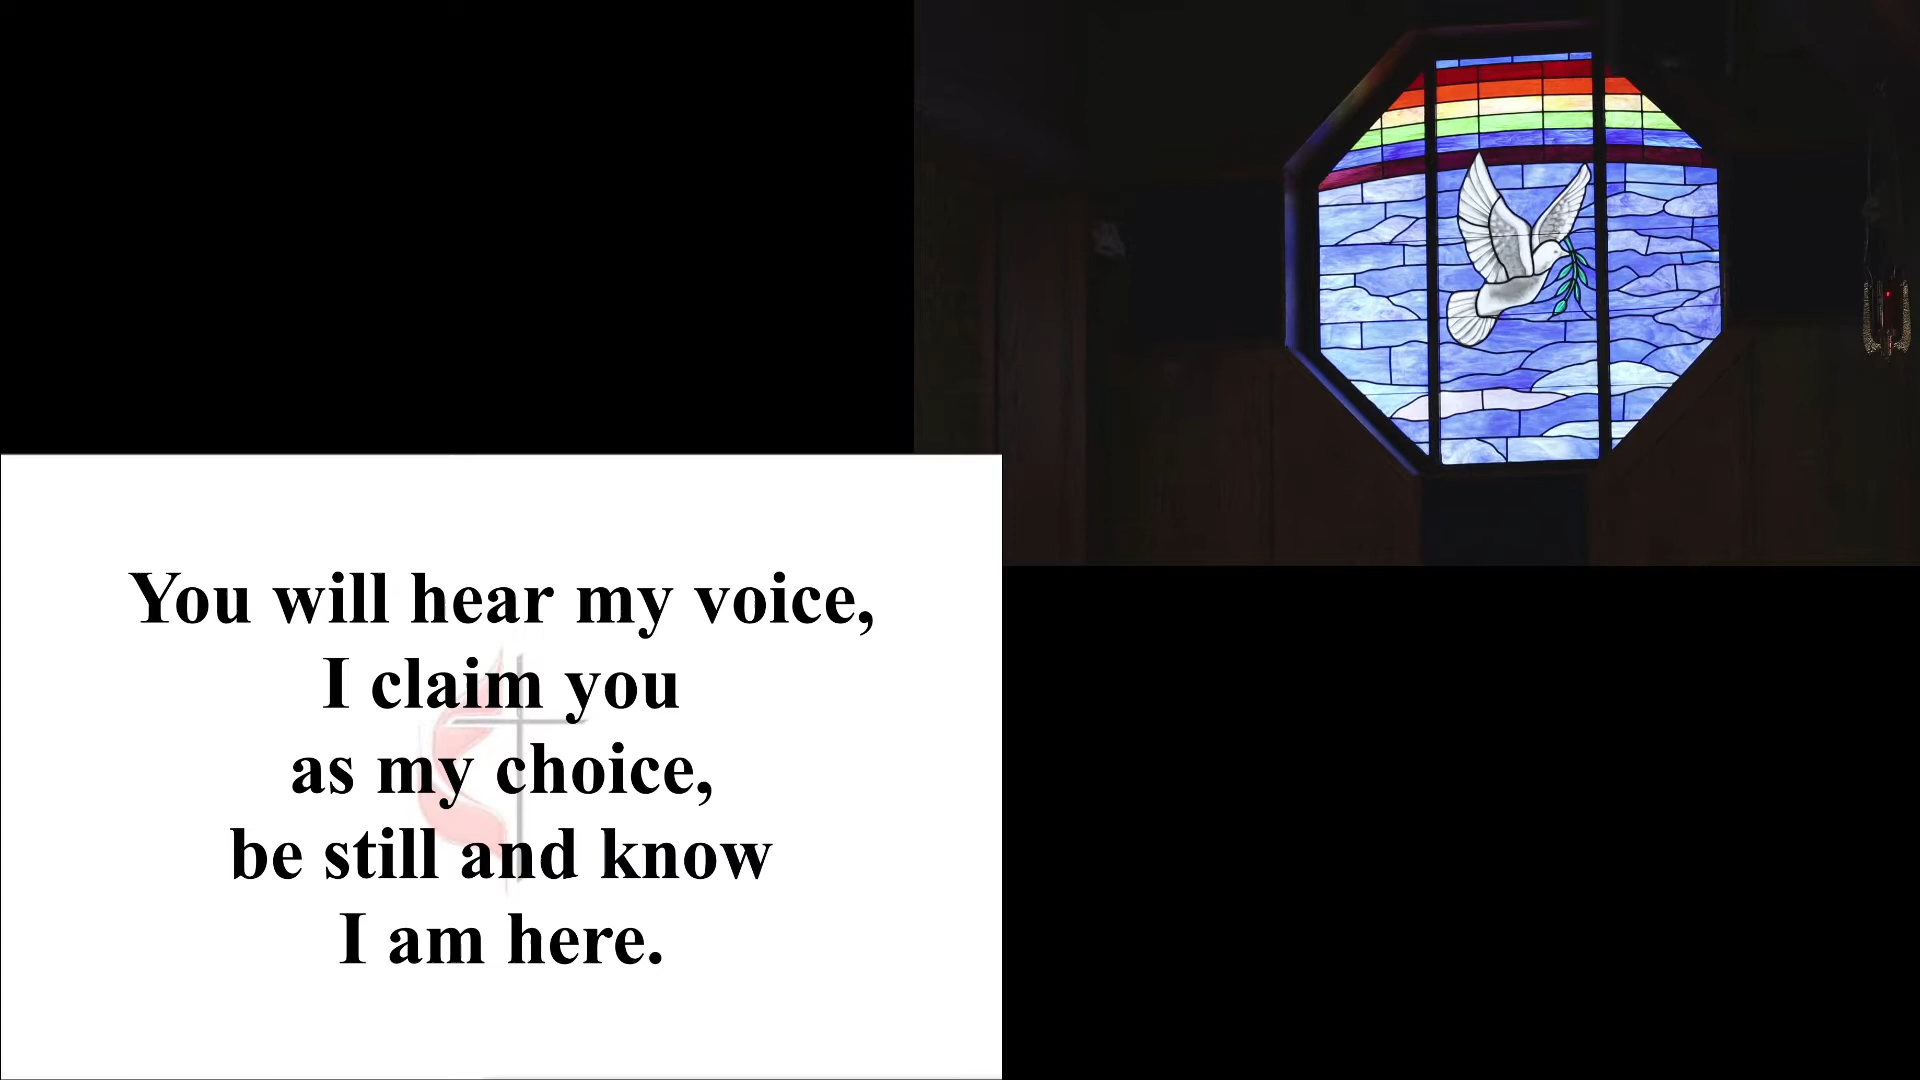 You will hear my voice,
I claim you
as my choice,
be still and know
I am here.